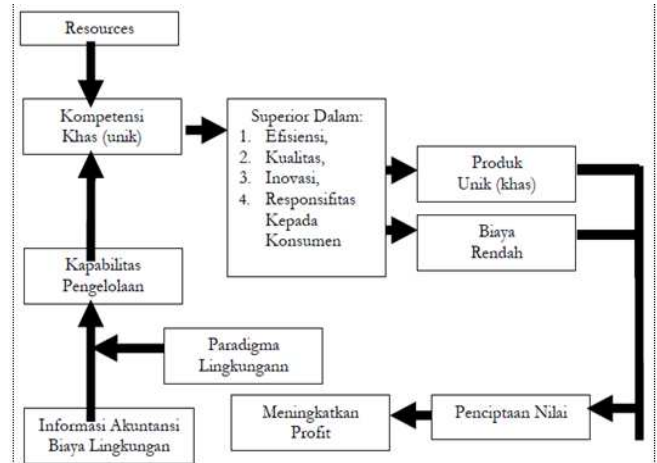 Resources
Kompetensi
Khas (unik)
Superior Dalam:
1. Efisiensi,
2. Kualitas,
3. Inovasi,
4. Responsifitas
Kepada
Konsumen
Produk
Unik (khas)
Biaya
Rendah
Kapabilitas
Pengelolaan
Paradigma
Lingkungann
Informasi Akuntansi
Biaya Lingkungan
Meningkatkan
Profit
Penciptaan Nilai